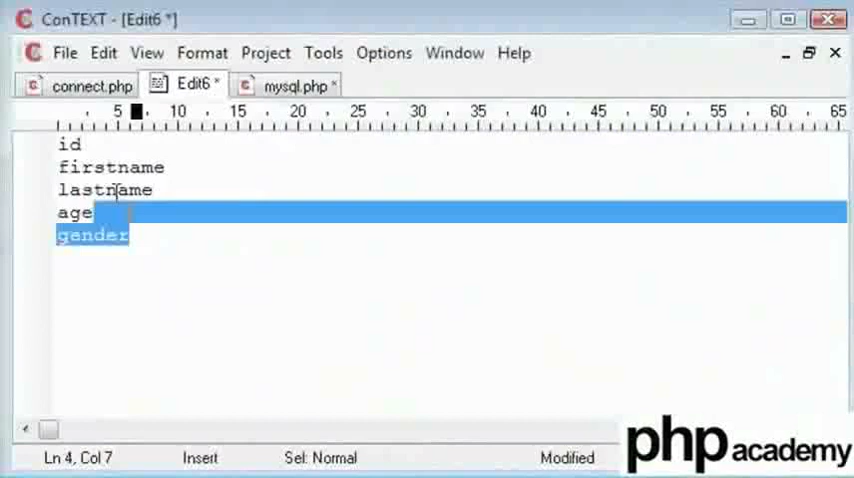 ConTEXT - [Edit6 *]
File Edit View Format Project Tools Options Window Help
connect.php Edit6 * mysql.php *
5 10 15 20 25 30 35 40 45 50 55 60 65
id
firstname
lastname
age
gender
Ln 4, Col 7 Insert Sel: Normal Modified
php academy